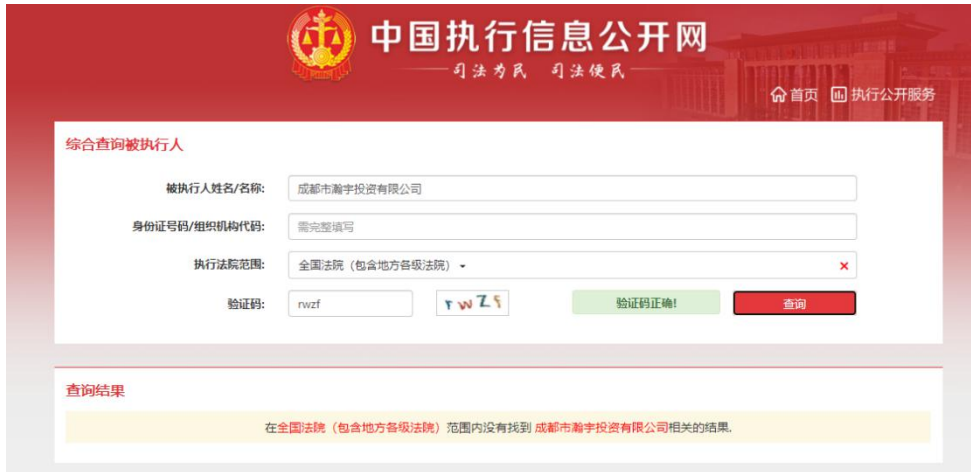 中国执行信息公开网
司法为民 司法便民
首页 执行公开服务
综合查询被执行人
被执行人姓名/名称: 成都市瀚宇投资有限公司
身份证号码/组织机构代码: 需完整填写
执行法院范围: 全国法院（包含地方各级法院）
验证码: rwzf rwZf 验证码正确! 查询
查询结果
在全国法院（包含地方各级法院）范围内没有找到 成都市瀚宇投资有限公司相关的结果.